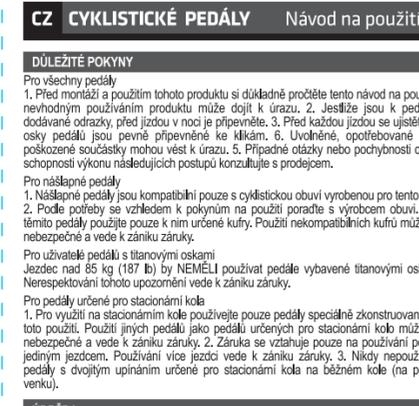 CZ CYKLISTICKÉ PEDÁLY Návod na použití
DŮLEŽITÉ POKYNY
Pro všechny pedály
1. Před montáží a použitím tohoto produktu si důkladně pročtěte tento návod na pou
nevhodným používáním produktu může dojít k úrazu. 2. Jestliže jsou k ped
dodávané odrazky, před jízdou v noci je připevněte. 3. Před každou jízdou se ujistět
osky pedálů jsou pevně připevněné ke klikám. 6. Uvolněné, opotřebované
poškozené součástky mohou vést k úrazu. 5. Případné otázky nebo pochybnosti o
schopnosti výkonu následujících postupů konzultujte s prodejcem.
Pro nášlapné pedály
1. Nášlapné pedály jsou kompatibilní pouze s cyklistickou obuví vyrobenou pro tento
2. Podle potřeby se vzhledem k pokynům na použití poraďte s výrobcem obuvi.
těmito pedály použijte pouze k nim určené kufry. Použití nekompatibilních kufrů můž
nebezpečné a vede k zániku záruky.
Pro uživatelé pedálů s titanovými oskami
Jezdec nad 85 kg (187 lb) by NEMĚLI používat pedále vybavené titanovými os
Nerespektování tohoto upozornění vede k zániku záruky.
Pro pedály určené pro stacionární kola
1. Pro využití na stacionárním kole používejte pouze pedály speciálně zkonstruovan
toto použití. Použití jiných pedálů jako pedálů určených pro stacionární kolo můž
nebezpečné a vede k zániku záruky. 2. Záruka se vztahuje pouze na používání pe
jediným jezdcem. Používání více jezdci vede k zániku záruky. 3. Nikdy nepouž
pedály s dvojitým upínáním určené pro stacionární kola na běžném kole (na p
venku).